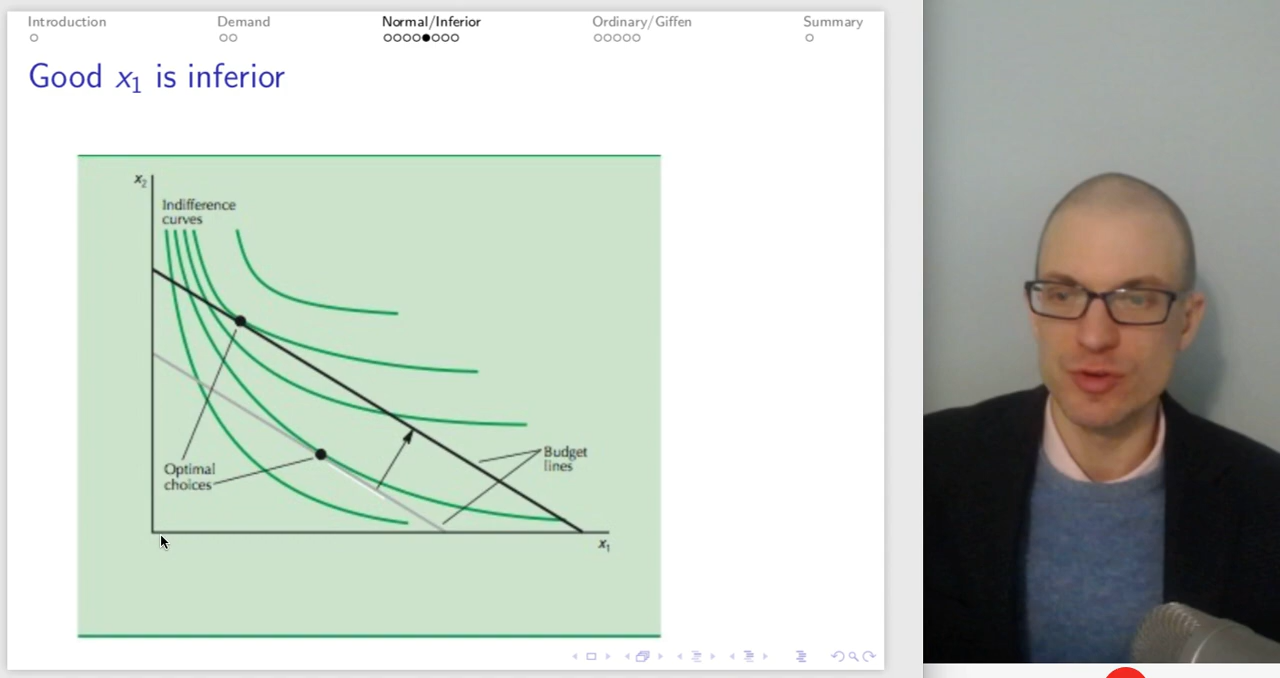 Introduction Demand Normal/Inferior Ordinary/Giffen Summary
Good x₁ is inferior
x₂
Indifference
curves
Optimal
choices
Budget
lines
x₁